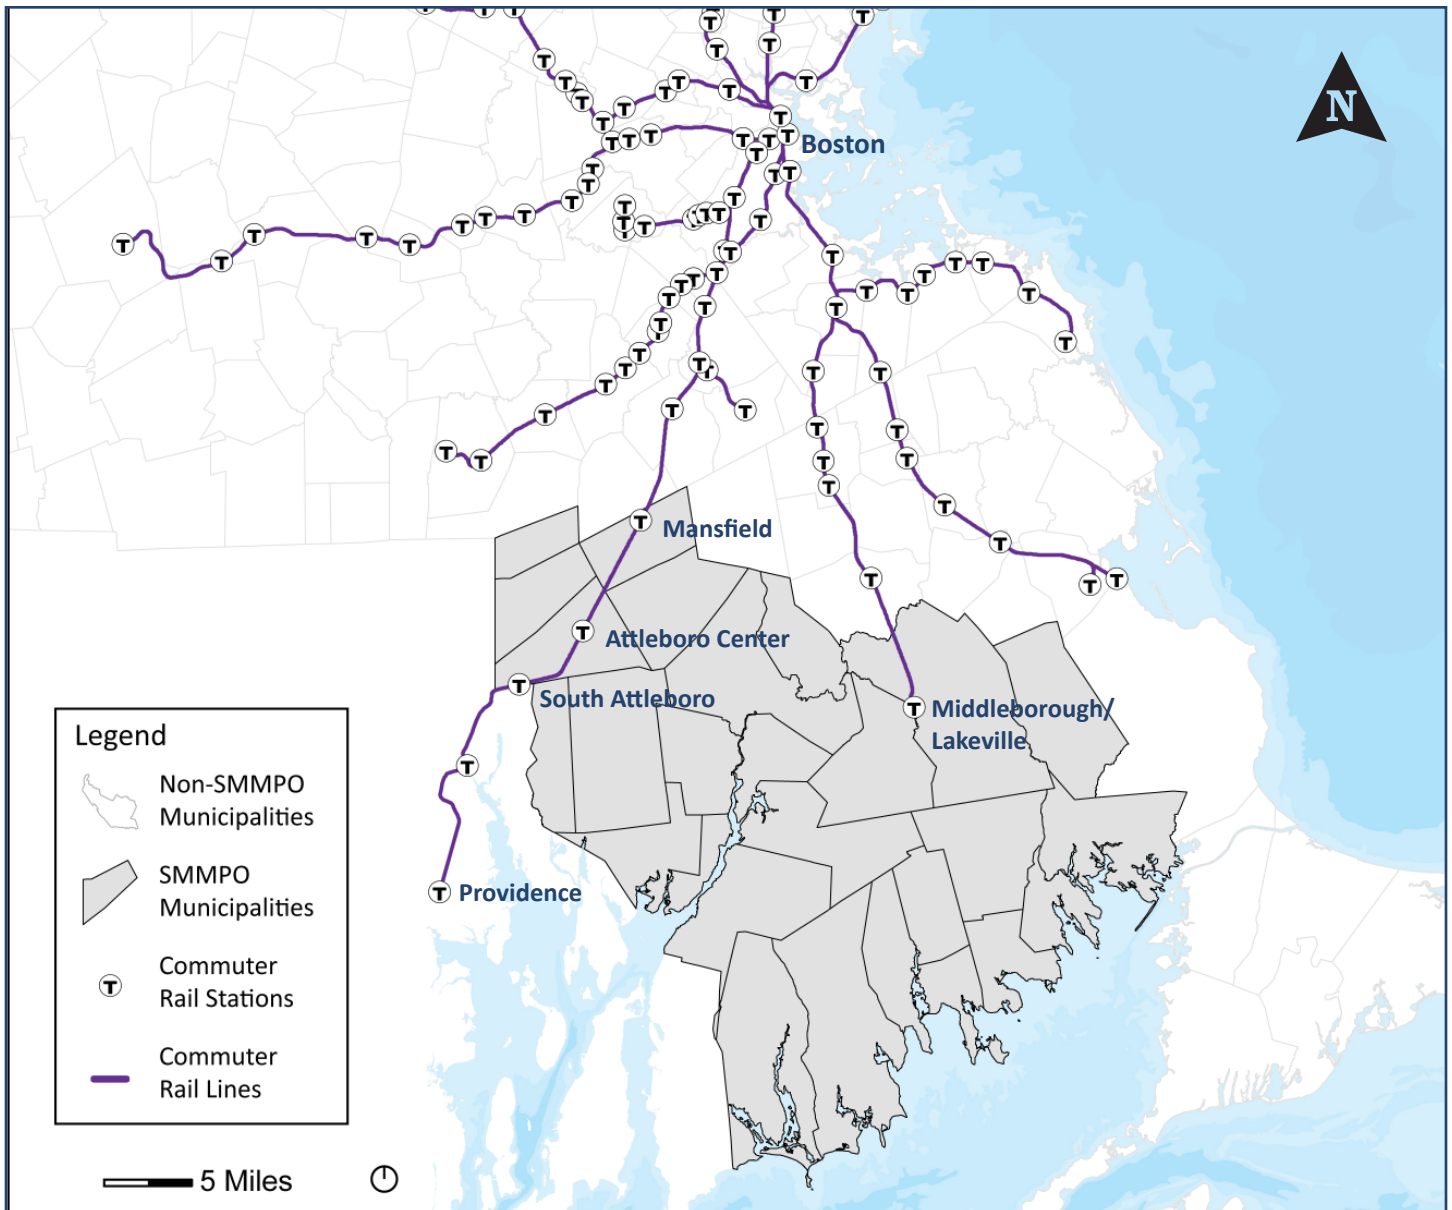 N
Boston
Mansfield
Attleboro Center
South Attleboro
Middleborough/
Lakeville
Providence
Legend
Non-SMMPO
Municipalities
SMMPO
Municipalities
T
Commuter
Rail Stations
Commuter
Rail Lines
5 Miles